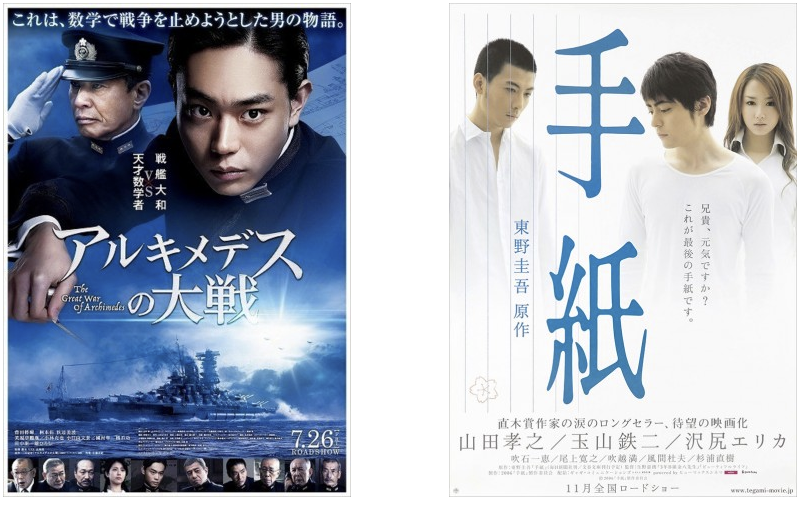 これは、数学で戦争を止めようとした男の物語。
戦艦大和
VS
天才数学者
アルキメデス
の大戦
The
Great War
Of Archimedes
7.26
ROADSHOW
手紙
東野圭吾 原作
兄貴、元気ですか？
これが最後の手紙です。
直木賞作家の涙のロングセラー、待望の映画化
山田孝之／玉山鉄二／沢尻エリカ
吹石一恵／尾上寛之／吹越満／風間杜夫／杉浦直樹
11月全国ロードショー
www.tegami-movie.jp